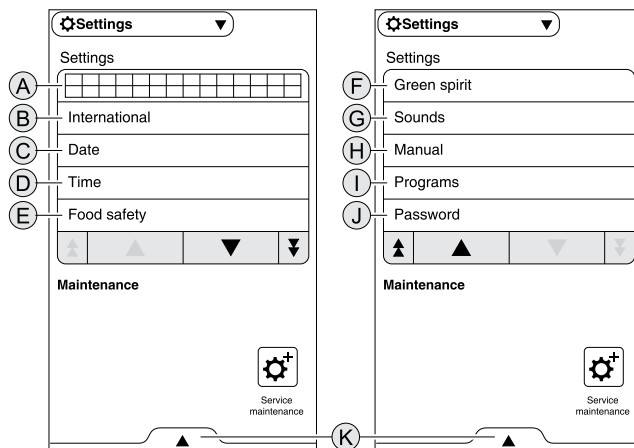 Settings
Settings
A
B International
C Date
D Time
E Food safety
Maintenance
Service
maintenance
Settings
Settings
F Green spirit
G Sounds
H Manual
I Programs
J Password
Maintenance
Service
maintenance
K